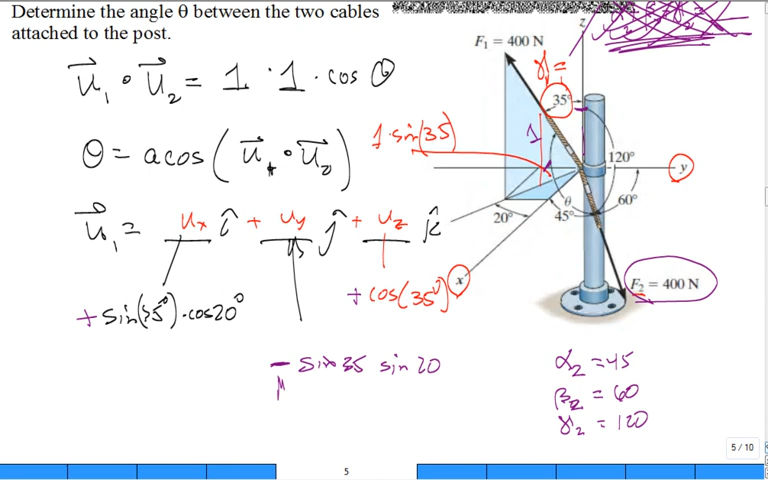 Determine the angle θ between the two cables
attached to the post.
u₁ · u₂ = 1 · 1 · cos θ
θ = acos(u₁ · u₂)
u₁ = ux î + uy ĵ + uz k̂
+ sin(35°)·cos20°
+ cos(35°)
- sin 35 sin 20
1·sin(35)
γ₁ =
1
z
F₁ = 400 N
35°
120°
y
60°
θ
45°
20°
x
F₂ = 400 N
α₂ = 45
β₂ = 60
γ₂ = 120
5 / 10
5